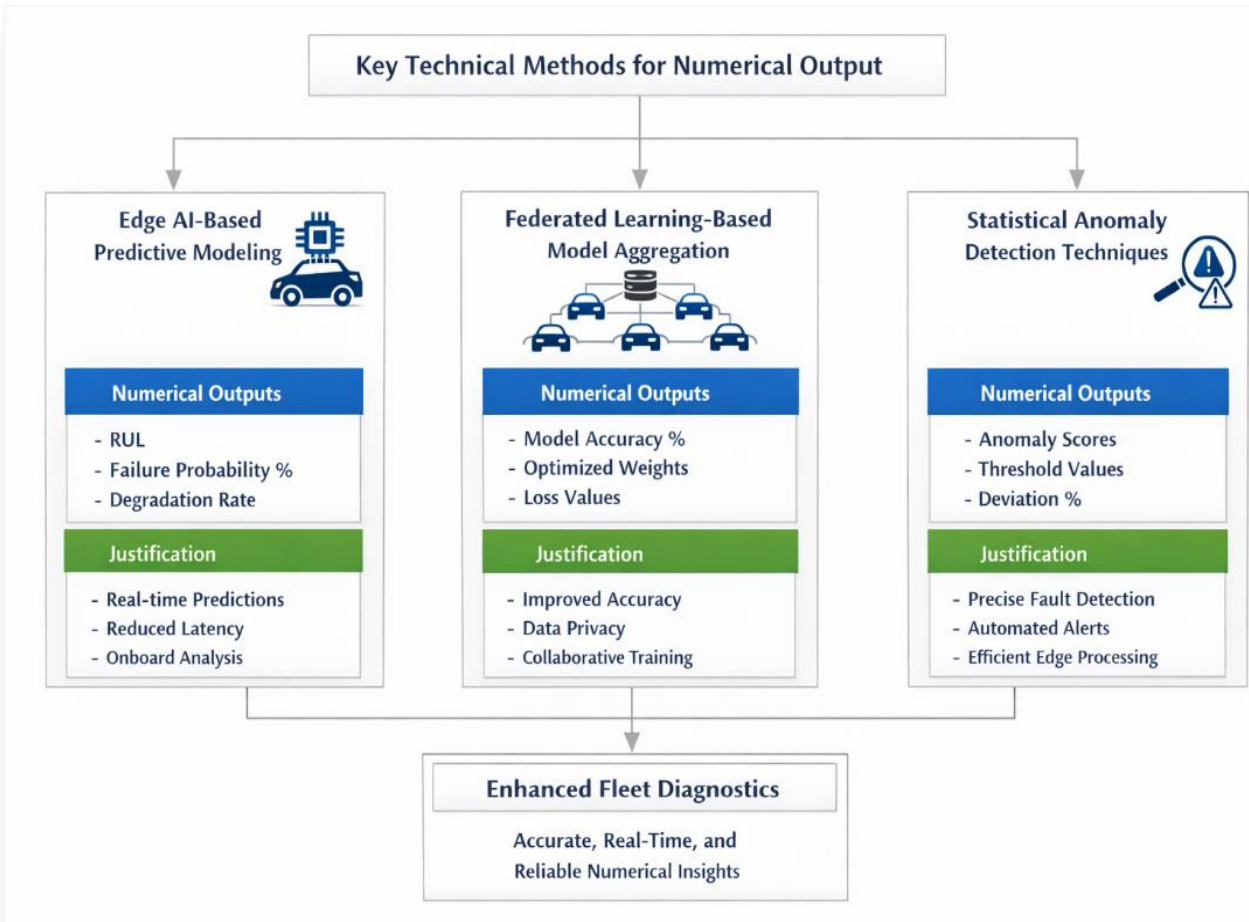 Key Technical Methods for Numerical Output
Edge AI-Based
Predictive Modeling
Numerical Outputs
- RUL
- Failure Probability %
- Degradation Rate
Justification
- Real-time Predictions
- Reduced Latency
- Onboard Analysis
Federated Learning-Based
Model Aggregation
Numerical Outputs
- Model Accuracy %
- Optimized Weights
- Loss Values
Justification
- Improved Accuracy
- Data Privacy
- Collaborative Training
Statistical Anomaly
Detection Techniques
Numerical Outputs
- Anomaly Scores
- Threshold Values
- Deviation %
Justification
- Precise Fault Detection
- Automated Alerts
- Efficient Edge Processing
Enhanced Fleet Diagnostics
Accurate, Real-Time, and
Reliable Numerical Insights